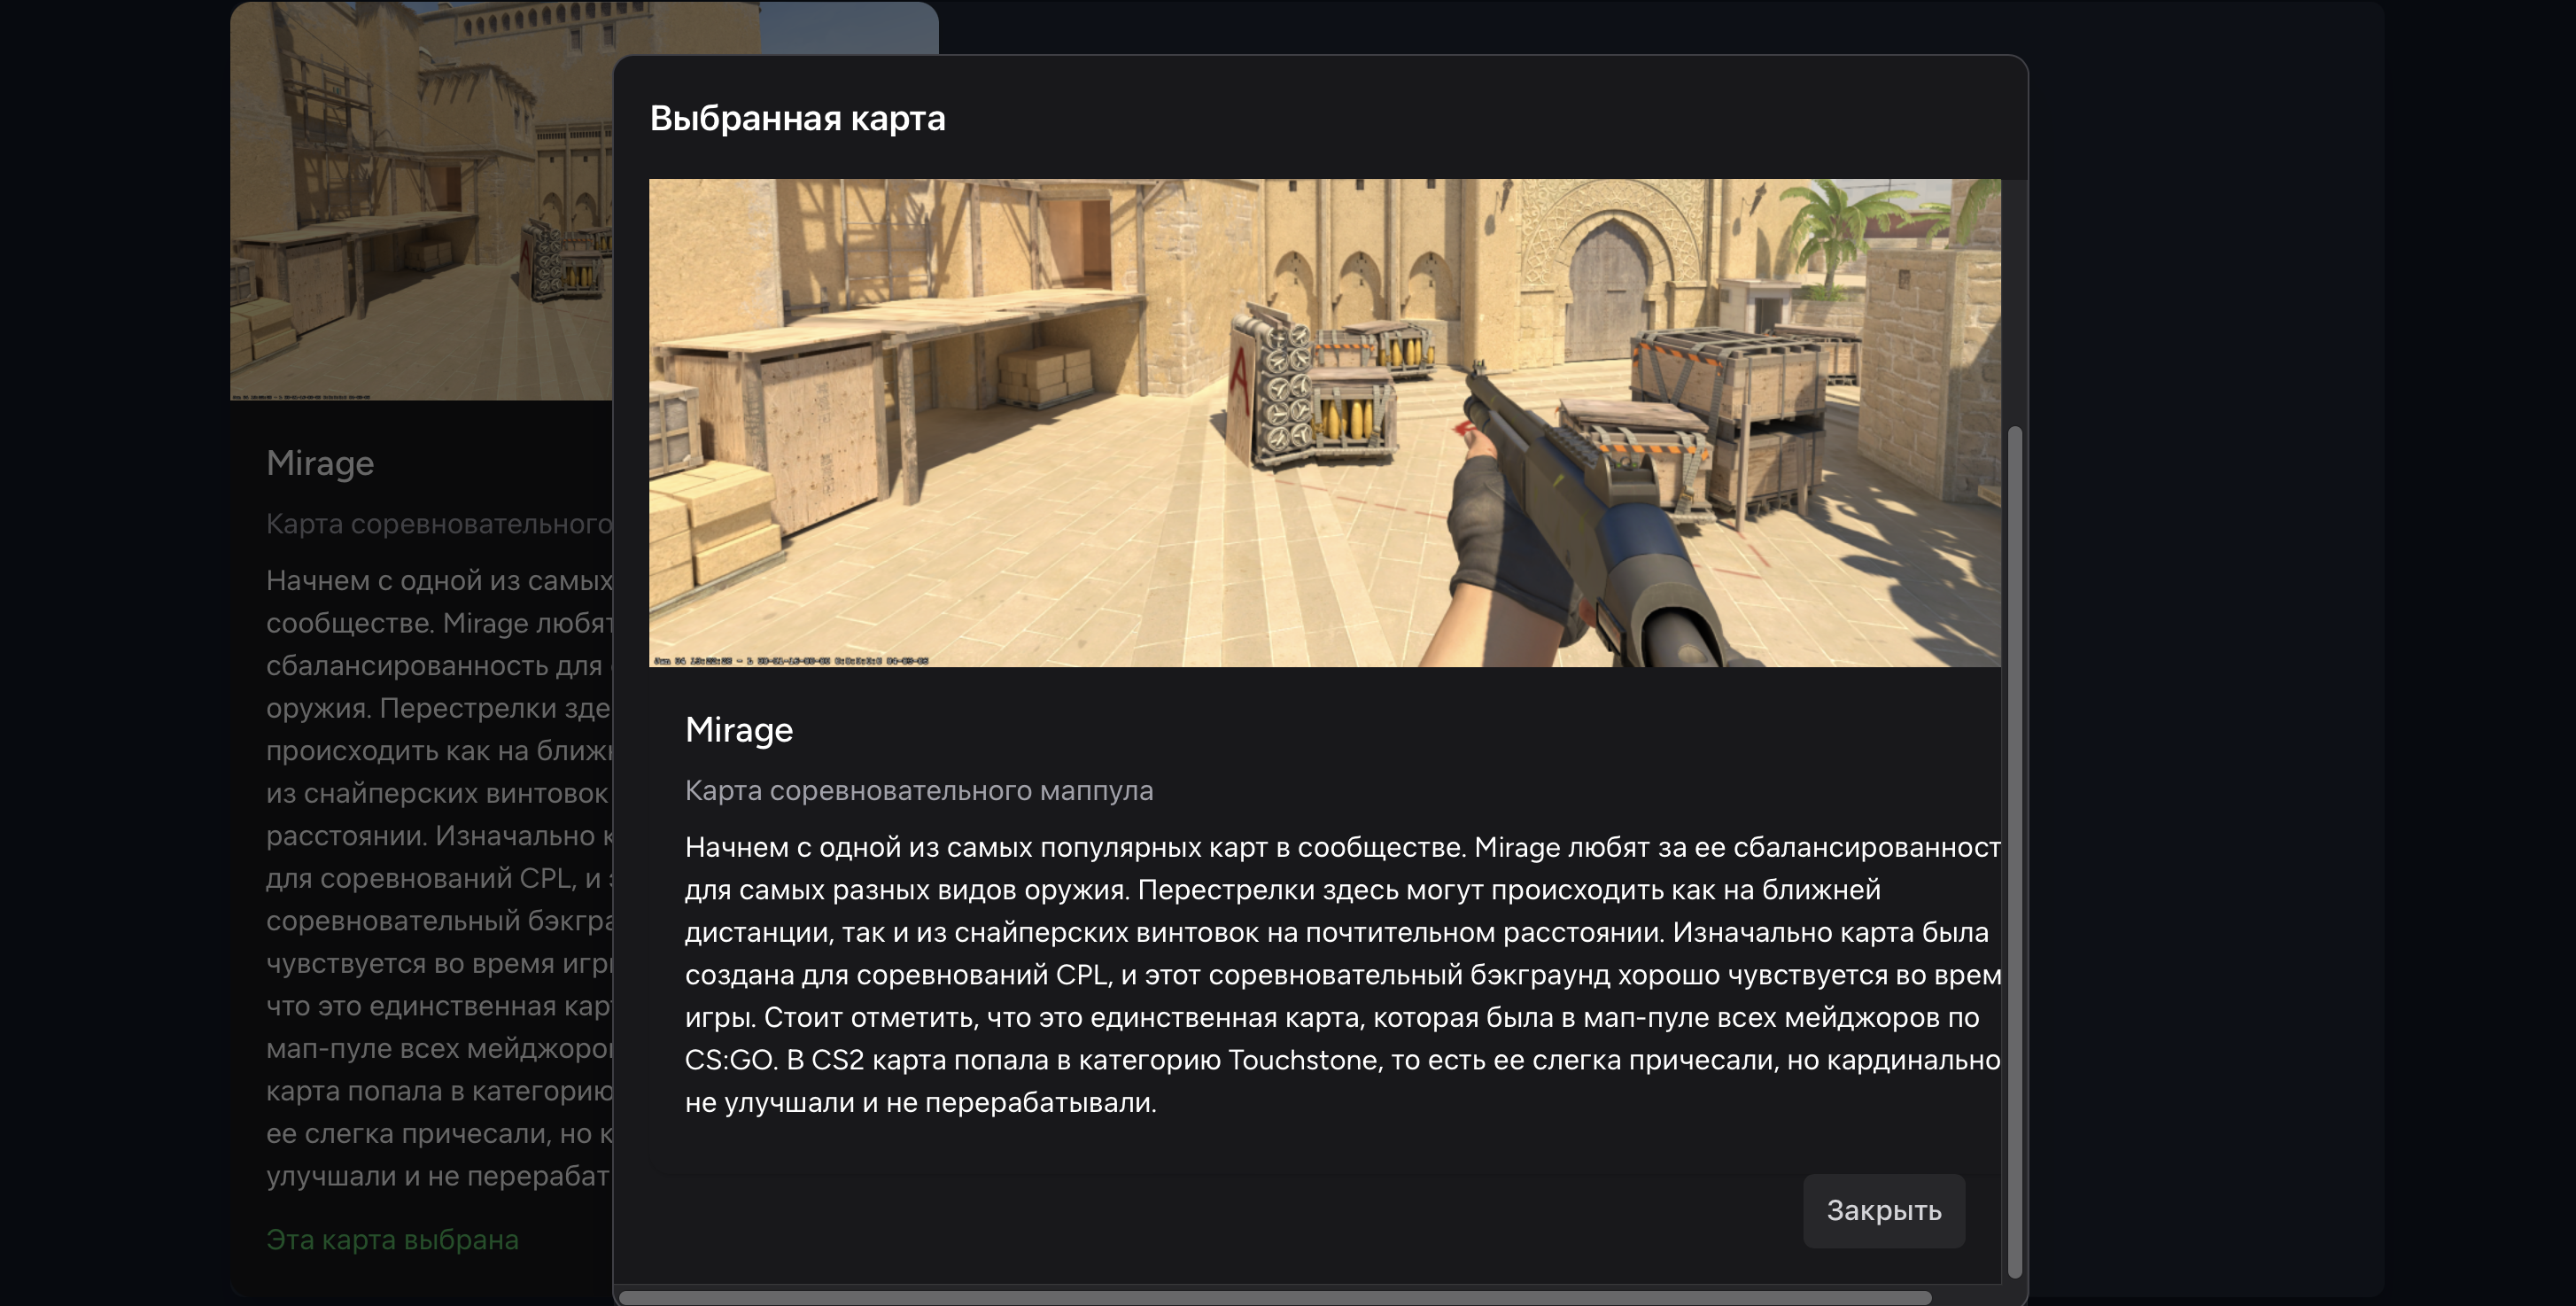 Выбранная карта
Mirage
Карта соревновательного маппула
Начнем с одной из самых популярных карт в сообществе. Mirage любят за ее сбалансированност
для самых разных видов оружия. Перестрелки здесь могут происходить как на ближней
дистанции, так и из снайперских винтовок на почтительном расстоянии. Изначально карта была
создана для соревнований CPL, и этот соревновательный бэкграунд хорошо чувствуется во врем
игры. Стоит отметить, что это единственная карта, которая была в мап-пуле всех мейджоров по
CS:GO. В CS2 карта попала в категорию Touchstone, то есть ее слегка причесали, но кардинально
не улучшали и не перерабатывали.
Закрыть
Mirage
Карта соревновательного
Начнем с одной из самых
сообществе. Mirage любят
сбалансированность для
оружия. Перестрелки зде
происходить как на ближ
из снайперских винтовок
расстоянии. Изначально к
для соревнований CPL, и
соревновательный бэкгра
чувствуется во время игр
что это единственная кар
мап-пуле всех мейджоро
карта попала в категорию
ее слегка причесали, но к
улучшали и не перерабат
Эта карта выбрана
A
A